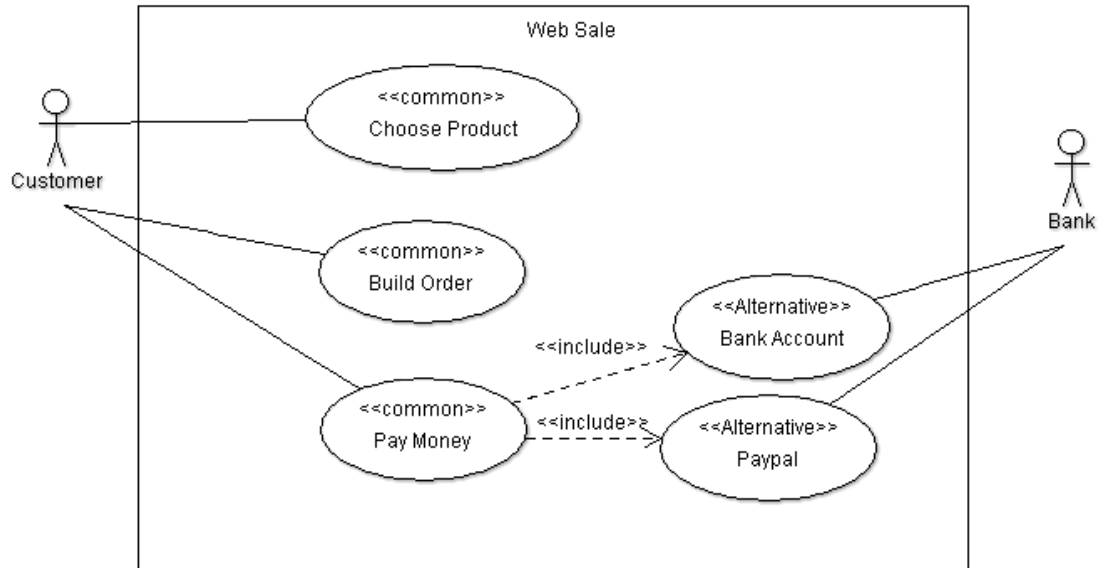 Web Sale
<<common>>
Choose Product
Customer
Bank
<<common>>
Build Order
<<Alternative>>
Bank Account
<<include>>
<<common>>
Pay Money
<<include>>
<<Alternative>>
Paypal